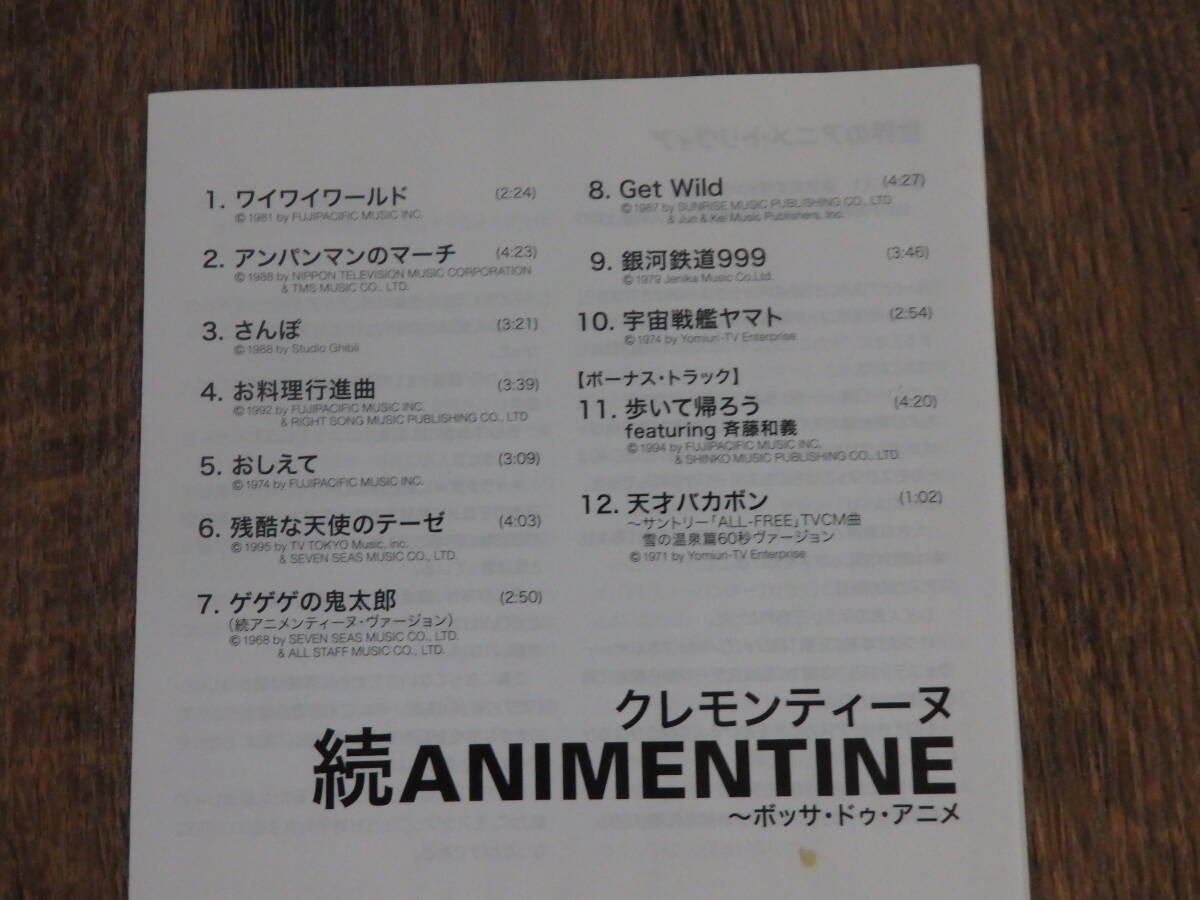 1. ワイワイワールド (2:24)
©1981 by FUJIPACIFIC MUSIC INC.
2. アンパンマンのマーチ (4:23)
©1988 by NIPPON TELEVISION MUSIC CORPORATION
& TMS MUSIC CO., LTD.
3. さんぽ (3:21)
©1988 by Studio Ghibli
4. お料理行進曲 (3:39)
©1992 by FUJIPACIFIC MUSIC INC.
& RIGHT SONG MUSIC PUBLISHING CO., LTD
5. おしえて (3:09)
©1974 by FUJIPACIFIC MUSIC INC.
6.残酷な天使のテーゼ (4:03)
©1995 by TV TOKYO Music, inc.
& SEVEN SEAS MUSIC CO., LTD.
7. ゲゲゲの鬼太郎 (2:50)
(続アニメンティーヌ・ヴァージョン)
©1968 by SEVEN SEAS MUSIC CO., LTD.
& ALL STAFF MUSIC CO., LTD.
8. Get Wild (4:27)
©1987 by SUNRISE MUSIC PUBLISHING CO., LTD
& Jun & Kei Music Publishers, Inc.
9. 銀河鉄道999 (3:46)
©1979 Jenika Music Co.Ltd.
10. 宇宙戦艦ヤマト (2:54)
©1974 by Yomiuri-TV Enterprise
【ボーナス・トラック】
11. 歩いて帰ろう (4:20)
featuring 斉藤和義
©1994 by FUJIPACIFIC MUSIC INC.
& SHINKO MUSIC PUBLISHING CO., LTD.
12. 天才バカボン (1:02)
〜サントリー「ALL-FREE」TVCM曲
雪の温泉篇60秒ヴァージョン
©1971 by Yomiuri-TV Enterprise
クレモンティーヌ
続ANIMENTINE
〜ボッサ・ドゥ・アニメ